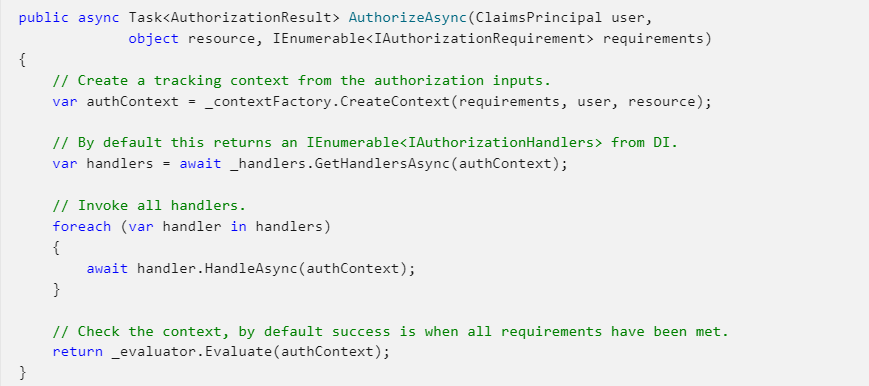 public async Task<AuthorizationResult> AuthorizeAsync(ClaimsPrincipal user,
             object resource, IEnumerable<IAuthorizationRequirement> requirements)
{
    // Create a tracking context from the authorization inputs.
    var authContext = _contextFactory.CreateContext(requirements, user, resource);

    // By default this returns an IEnumerable<IAuthorizationHandlers> from DI.
    var handlers = await _handlers.GetHandlersAsync(authContext);

    // Invoke all handlers.
    foreach (var handler in handlers)
    {
        await handler.HandleAsync(authContext);
    }

    // Check the context, by default success is when all requirements have been met.
    return _evaluator.Evaluate(authContext);
}